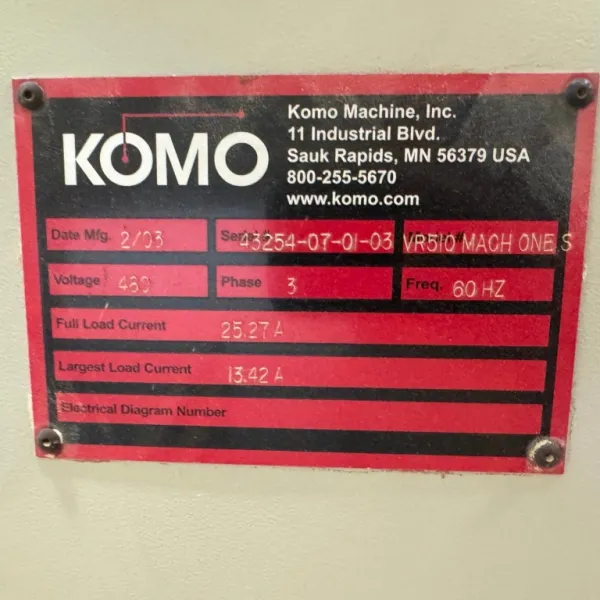 KOMO
Komo Machine, Inc.
11 Industrial Blvd.
Sauk Rapids, MN 56379 USA
800-255-5670
www.komo.com
Date Mfg. 2/03 Serial # 43254-07-01-03 VR510 MACH ONE S
Voltage 480 Phase 3 Freq. 60 HZ
Full Load Current 25.27 A
Largest Load Current 13.42 A
Electrical Diagram Number